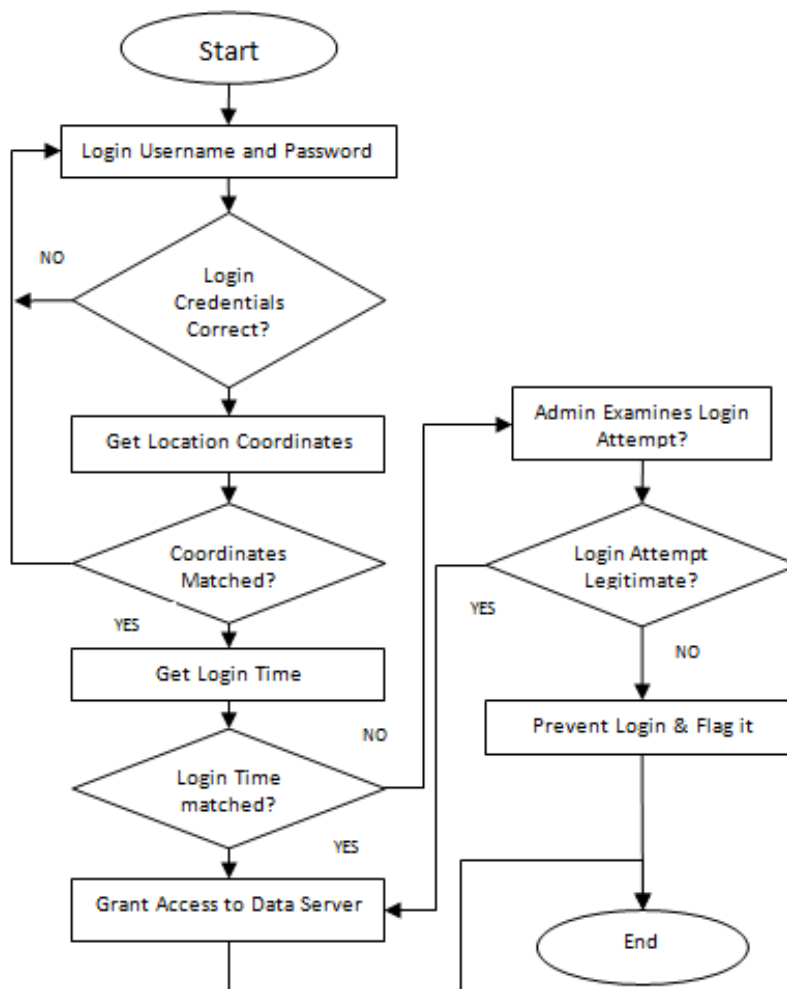 Start
Login Username and Password
NO
Login
Credentials
Correct?
Get Location Coordinates
Coordinates
Matched?
YES
Get Login Time
NO
Login Time
matched?
YES
Grant Access to Data Server
Admin Examines Login
Attempt?
Login Attempt
Legitimate?
YES
NO
Prevent Login & Flag it
End